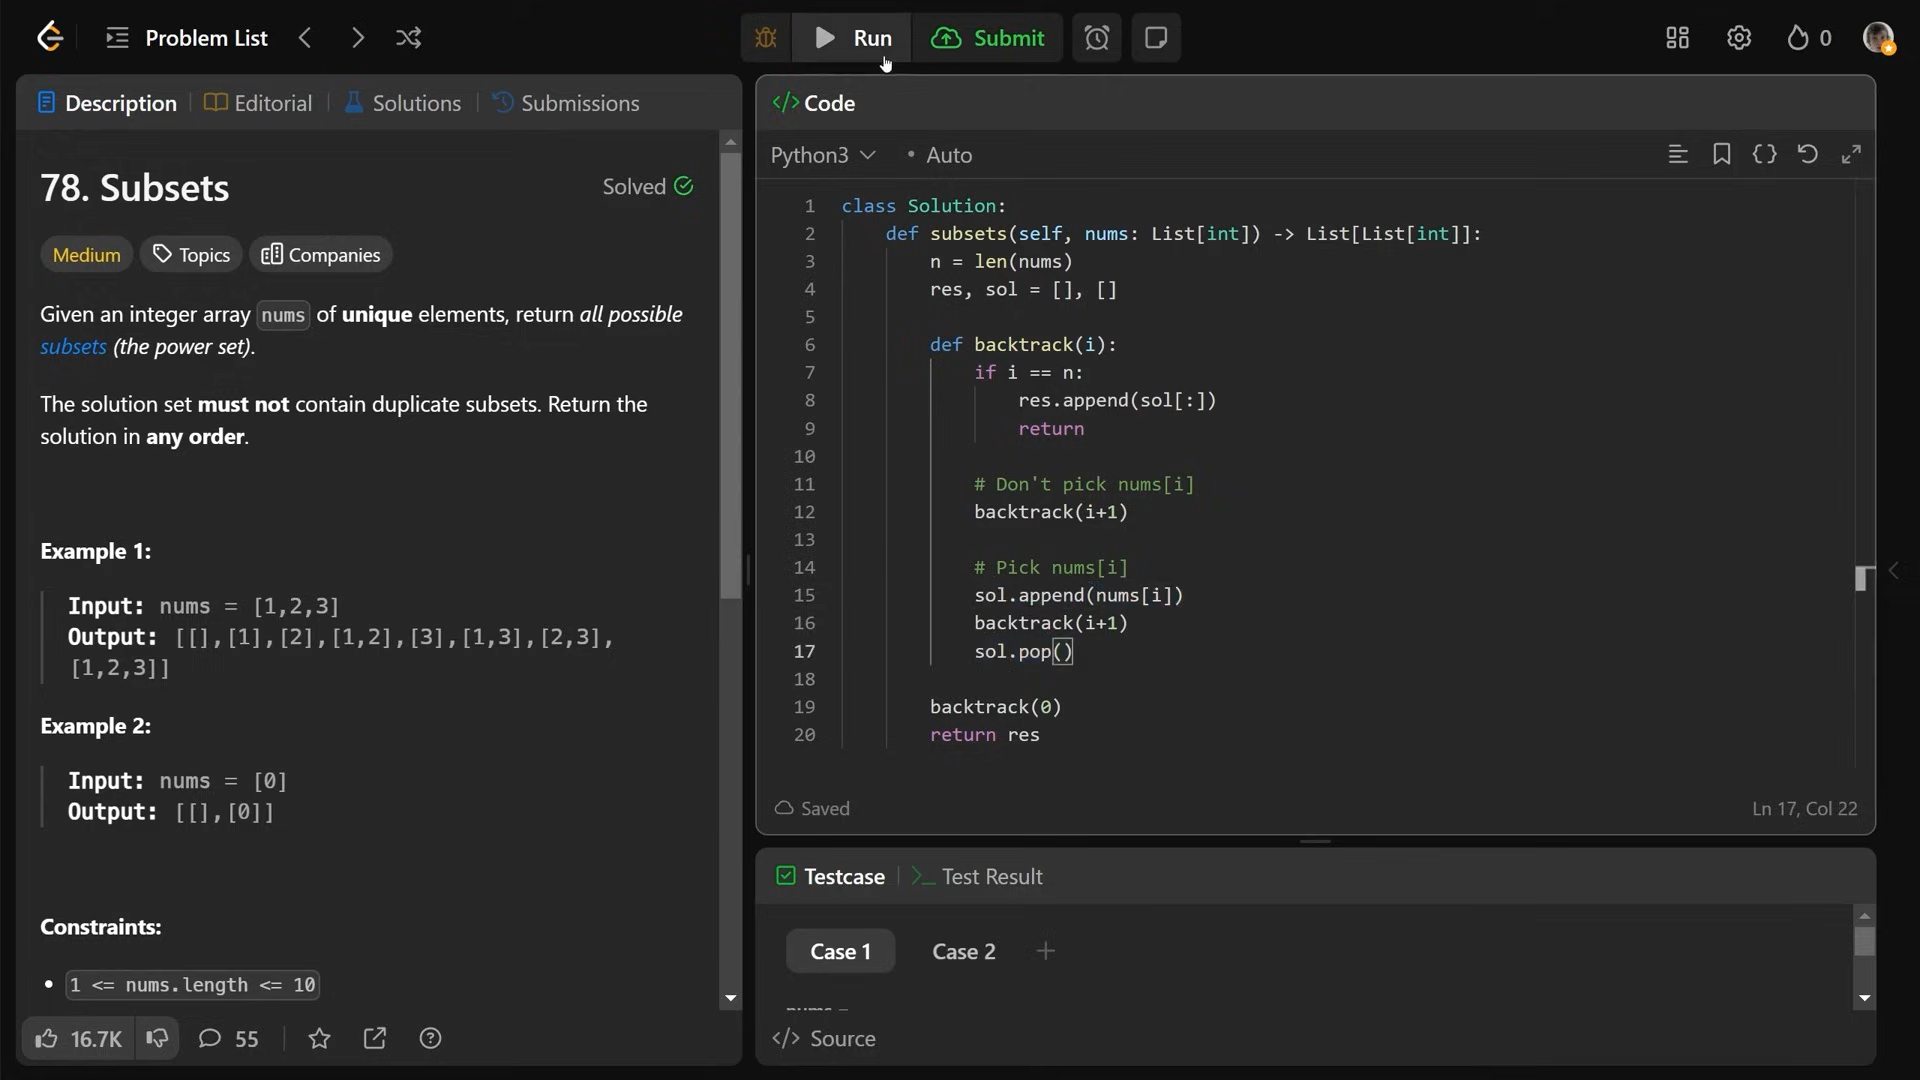 Problem List
Run
Submit
0
Description
Editorial
Solutions
Submissions
78. Subsets
Solved
Medium
Topics
Companies
Given an integer array nums of unique elements, return all possible
subsets (the power set).
The solution set must not contain duplicate subsets. Return the
solution in any order.
Example 1:
Input: nums = [1,2,3]
Output: [[],[1],[2],[1,2],[3],[1,3],[2,3],
[1,2,3]]
Example 2:
Input: nums = [0]
Output: [[],[0]]
Constraints:
• 1 <= nums.length <= 10
16.7K
55
</> Code
Python3
• Auto
1 class Solution:
2 def subsets(self, nums: List[int]) -> List[List[int]]:
3 n = len(nums)
4 res, sol = [], []
5
6 def backtrack(i):
7 if i == n:
8 res.append(sol[:])
9 return
10
11 # Don't pick nums[i]
12 backtrack(i+1)
13
14 # Pick nums[i]
15 sol.append(nums[i])
16 backtrack(i+1)
17 sol.pop()
18
19 backtrack(0)
20 return res
Saved
Ln 17, Col 22
Testcase
>_ Test Result
Case 1
Case 2
+
</> Source